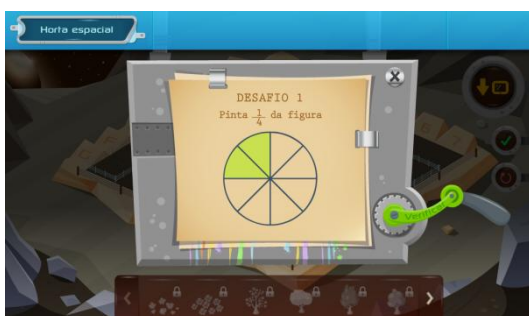 Horta espacial
DESAFIO 1
Pinta 1/4 da figura
Verificar